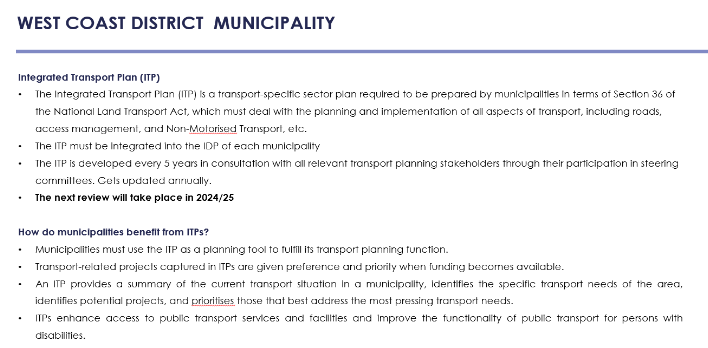 WEST COAST DISTRICT MUNICIPALITY
Integrated Transport Plan (ITP)
• The Integrated Transport Plan (ITP) is a transport-specific sector plan required to be prepared by municipalities in terms of Section 36 of
the National Land Transport Act, which must deal with the planning and implementation of all aspects of transport, including roads,
access management, and Non-Motorised Transport, etc.
• The ITP must be integrated into the IDP of each municipality
• The ITP is developed every 5 years in consultation with all relevant transport planning stakeholders through their participation in steering
committees. Gets updated annually.
• The next review will take place in 2024/25
How do municipalities benefit from ITPs?
• Municipalities must use the ITP as a planning tool to fulfill its transport planning function.
• Transport-related projects captured in ITPs are given preference and priority when funding becomes available.
• An ITP provides a summary of the current transport situation in a municipality, identifies the specific transport needs of the area,
identifies potential projects, and prioritises those that best address the most pressing transport needs.
• ITPs enhance access to public transport services and facilities and improve the functionality of public transport for persons with
disabilities.